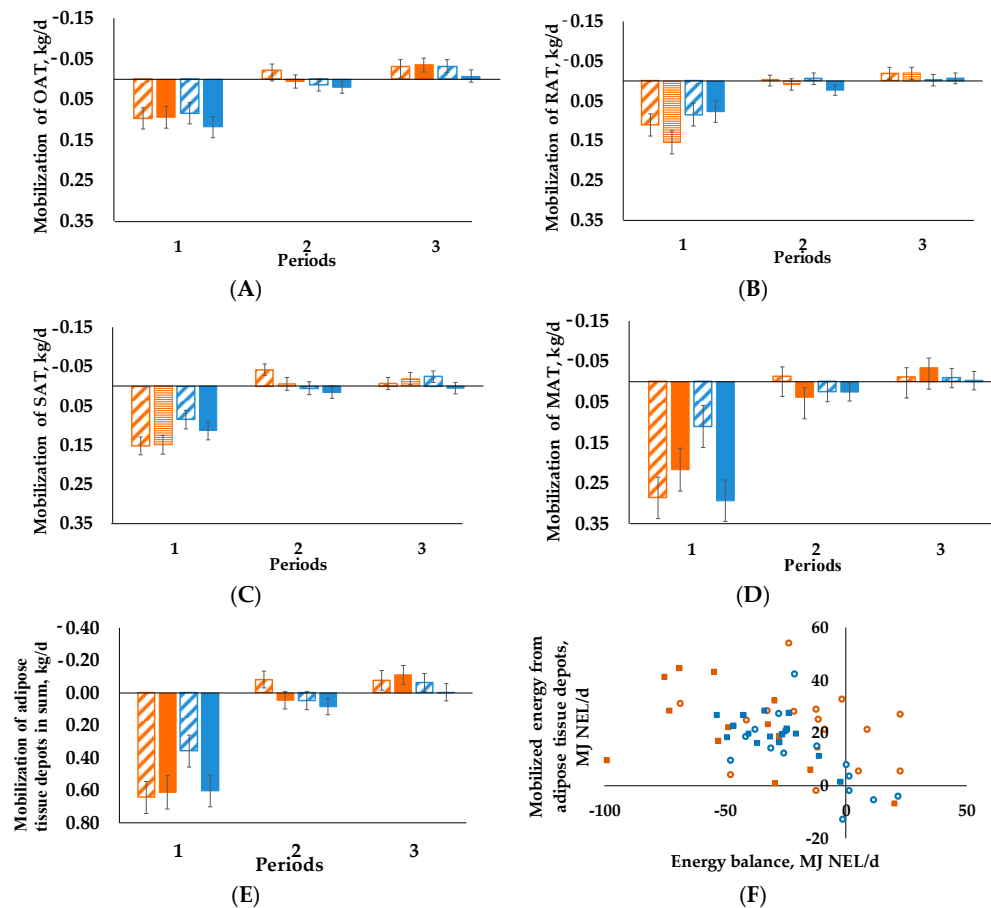 Mobilization of OAT, kg/d
-0.15
-0.05
0.05
0.15
0.25
0.35
1
2
3
Periods
(A)
Mobilization of RAT, kg/d
-0.15
-0.05
0.05
0.15
0.25
0.35
1
2
3
Periods
(B)
Mobilization of SAT, kg/d
-0.15
-0.05
0.05
0.15
0.25
0.35
1
2
3
Periods
(C)
Mobilization of MAT, kg/d
-0.15
-0.05
0.05
0.15
0.25
0.35
1
2
3
Periods
(D)
Mobilization of adipose
tissue depots in sum, kg/d
-0.40
-0.20
0.00
0.20
0.40
0.60
0.80
1
2
3
Periods
(E)
Mobilized energy from
adipose tissue depots,
MJ NEL/d
60
40
20
0
-20
-100
-50
0
50
Energy balance, MJ NEL/d
(F)